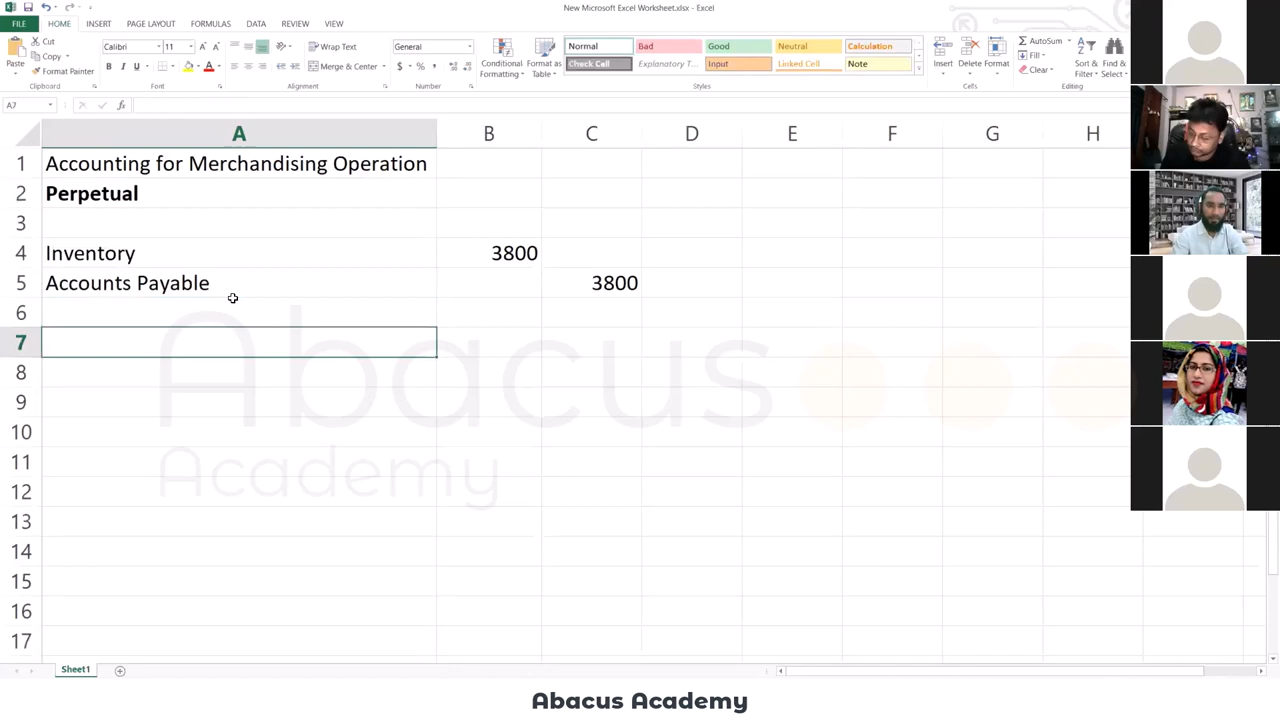 New Microsoft Excel Worksheet.xlsx - Excel
FILE HOME INSERT PAGE LAYOUT FORMULAS DATA REVIEW VIEW
Paste Cut Copy Format Painter Clipboard
Calibri 11 B I U Font
Wrap Text Merge & Center Alignment
General $ % , Number
Conditional Formatting Format as Table
Normal Bad Good Neutral Calculation
Check Cell Explanatory T... Input Linked Cell Note
Styles
Insert Delete Format Cells
AutoSum Fill Clear Sort & Filter Find & Select Editing
A7 fx
A B C D E F G H
1 Accounting for Merchandising Operation
2 Perpetual
3
4 Inventory 3800
5 Accounts Payable 3800
6
7
8
9
10
11
12
13
14
15
16
17
Abacus
Academy
Sheet1
Abacus Academy